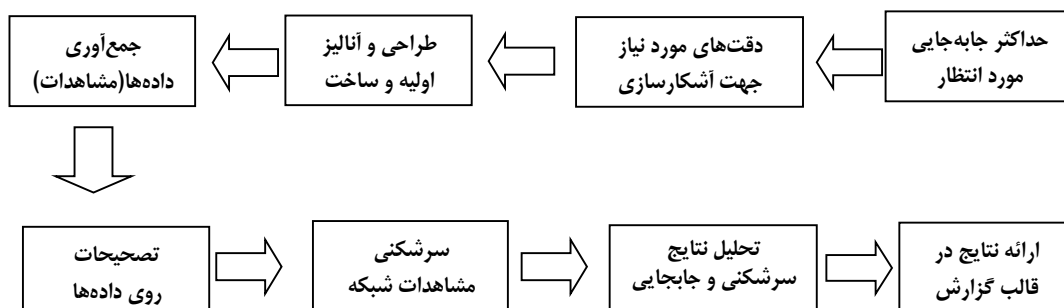 حداکثر جابه‌جایی
مورد انتظار
دقت‌های مورد نیاز
جهت آشکارسازی
طراحی و آنالیز
اولیه و ساخت
جمع‌آوری
داده‌ها(مشاهدات)
تصحیحات
روی داده‌ها
سرشکنی
مشاهدات شبکه
تحلیل نتایج
سرشکنی و جابجایی
ارائه نتایج در
قالب گزارش